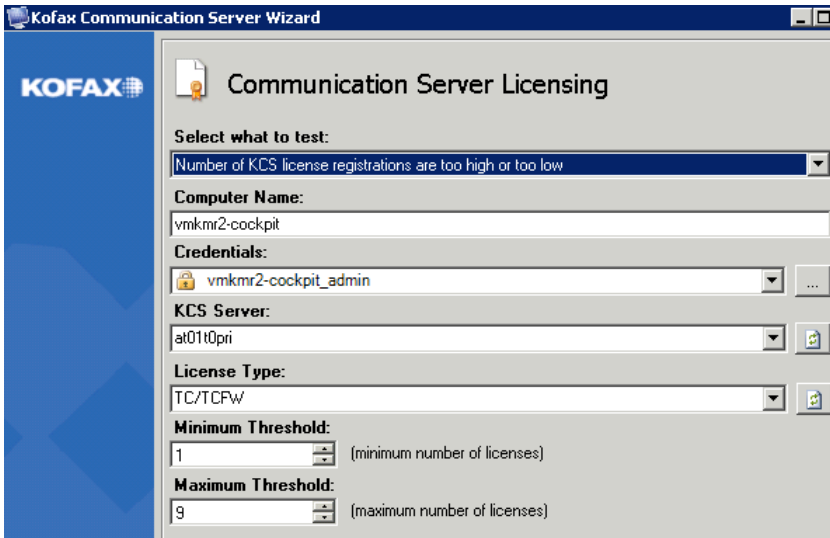 Kofax Communication Server Wizard
KOFAX
Communication Server Licensing
Select what to test:
Number of KCS license registrations are too high or too low
Computer Name:
vmkmr2-cockpit
Credentials:
vmkmr2-cockpit_admin
...
KCS Server:
at01t0pri
License Type:
TC/TCFW
Minimum Threshold:
1 (minimum number of licenses)
Maximum Threshold:
9 (maximum number of licenses)